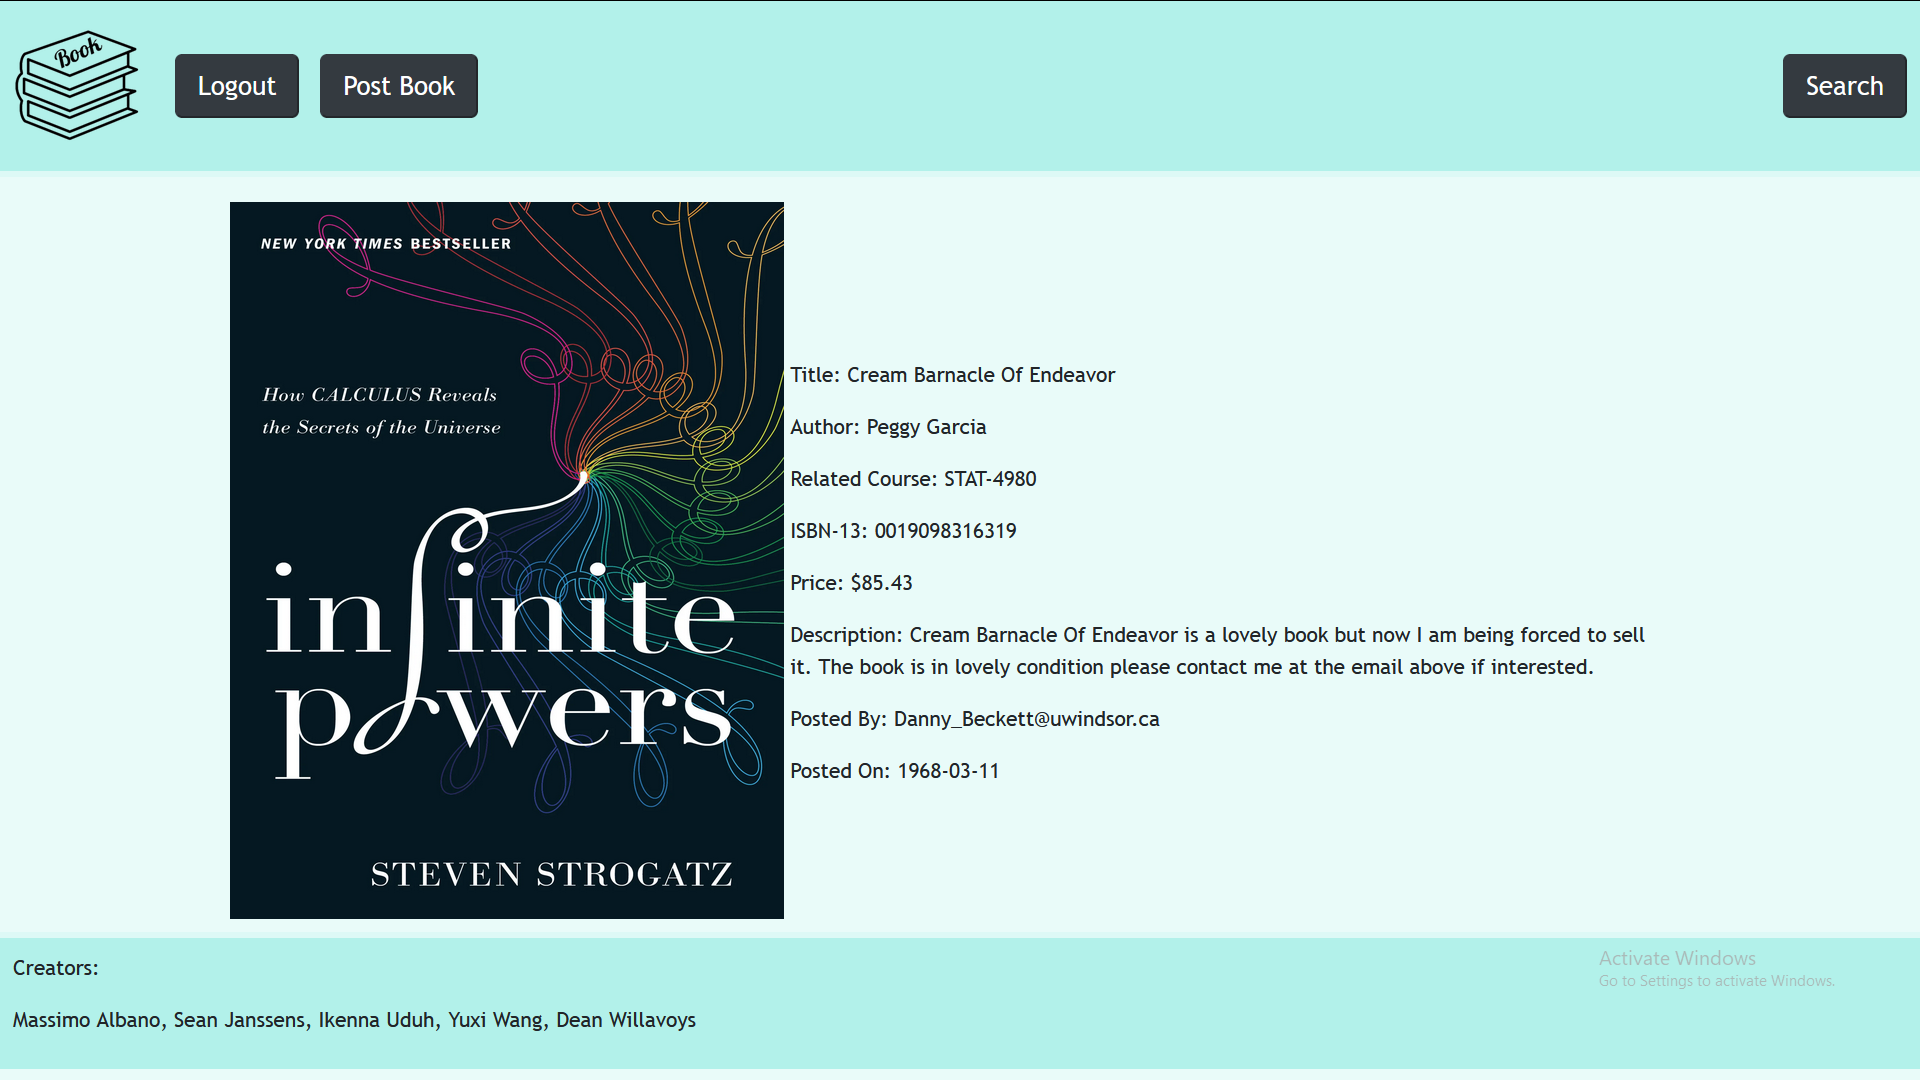 Book
Logout
Post Book
Search
NEW YORK TIMES BESTSELLER
How CALCULUS Reveals
the Secrets of the Universe
infinite
powers
STEVEN STROGATZ
Title: Cream Barnacle Of Endeavor
Author: Peggy Garcia
Related Course: STAT-4980
ISBN-13: 0019098316319
Price: $85.43
Description: Cream Barnacle Of Endeavor is a lovely book but now I am being forced to sell
it. The book is in lovely condition please contact me at the email above if interested.
Posted By: Danny_Beckett@uwindsor.ca
Posted On: 1968-03-11
Creators:
Massimo Albano, Sean Janssens, Ikenna Uduh, Yuxi Wang, Dean Willavoys
Activate Windows
Go to Settings to activate Windows.